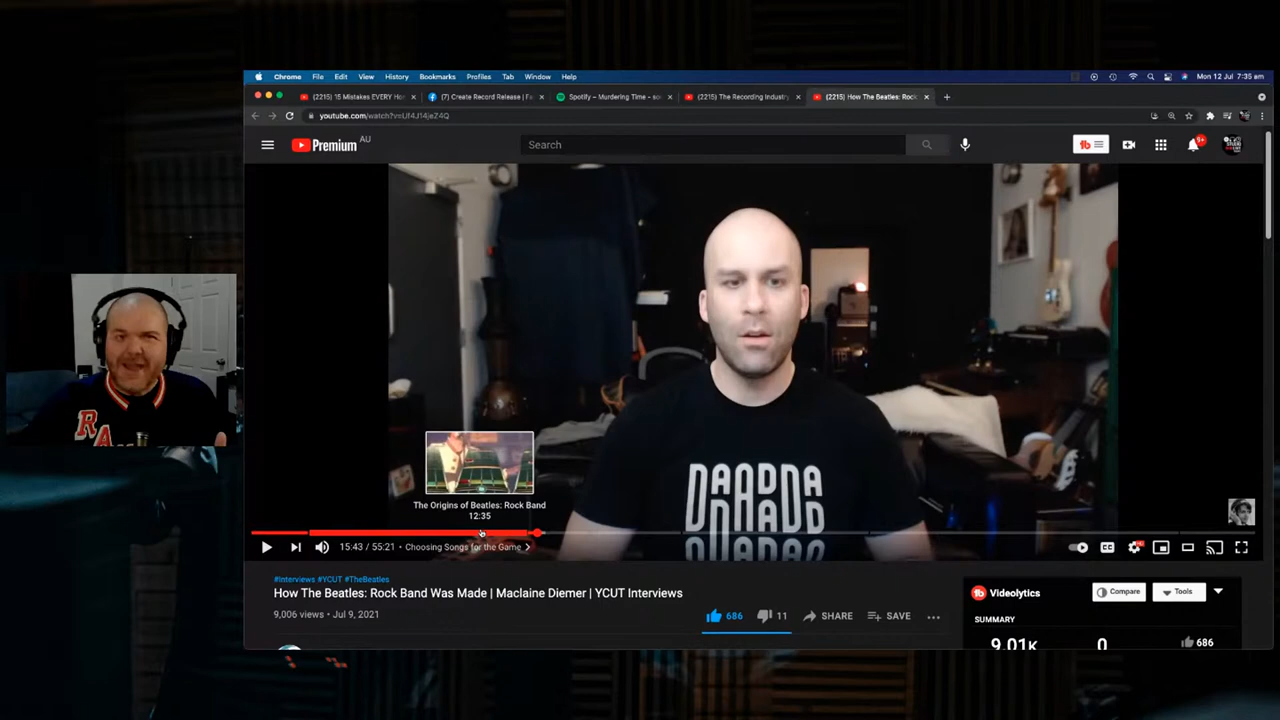 Chrome File Edit View History Bookmarks Profiles Tab Window Help Mon 12 Jul 7:35 am
(2215) 15 Mistakes EVERY Ho (7) Create Record Release | Fa Spotify – Murdering Time – so (2215) The Recording Industry (2215) How The Beatles: Rock
youtube.com/watch?v=
Premium AU Search 9+
DADADA
The Origins of Beatles: Rock Band
12:35
15:43 / 55:21 • Choosing Songs for the Game
#Interviews #YCUT #TheBeatles
How The Beatles: Rock Band Was Made | Maclaine Diemer | YCUT Interviews
9,006 views • Jul 9, 2021
686 11 SHARE SAVE
Videolytics Compare Tools
SUMMARY
9.01K 0 686